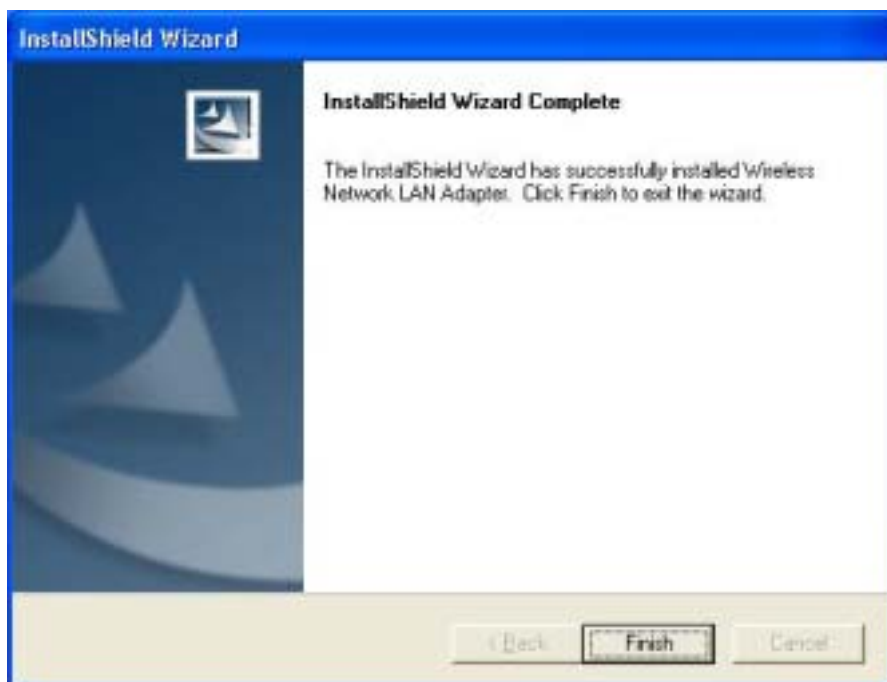 InstallShield Wizard
InstallShield Wizard Complete
The InstallShield Wizard has successfully installed Wireless
Network LAN Adapter. Click Finish to exit the wizard.
< Back
Finish
Cancel